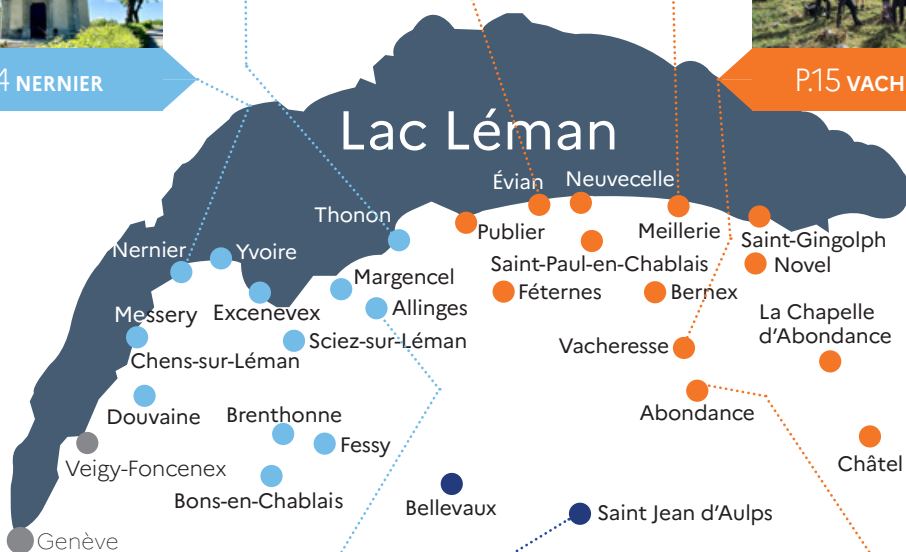 4 NERNIER
P.15 VACH
Lac Léman
Évian
Neuvecelle
Thonon
Publier
Meillerie
Saint-Gingolph
Nernier
Yvoire
Saint-Paul-en-Chablais
Novel
Margencel
Féternes
Bernex
Messery
Excenevex
Allinges
La Chapelle
d'Abondance
Sciez-sur-Léman
Vacheresse
Chens-sur-Léman
Douvaine
Brenthonne
Abondance
Fessy
Châtel
Veigy-Foncenex
Bons-en-Chablais
Bellevaux
Saint Jean d'Aulps
Genève